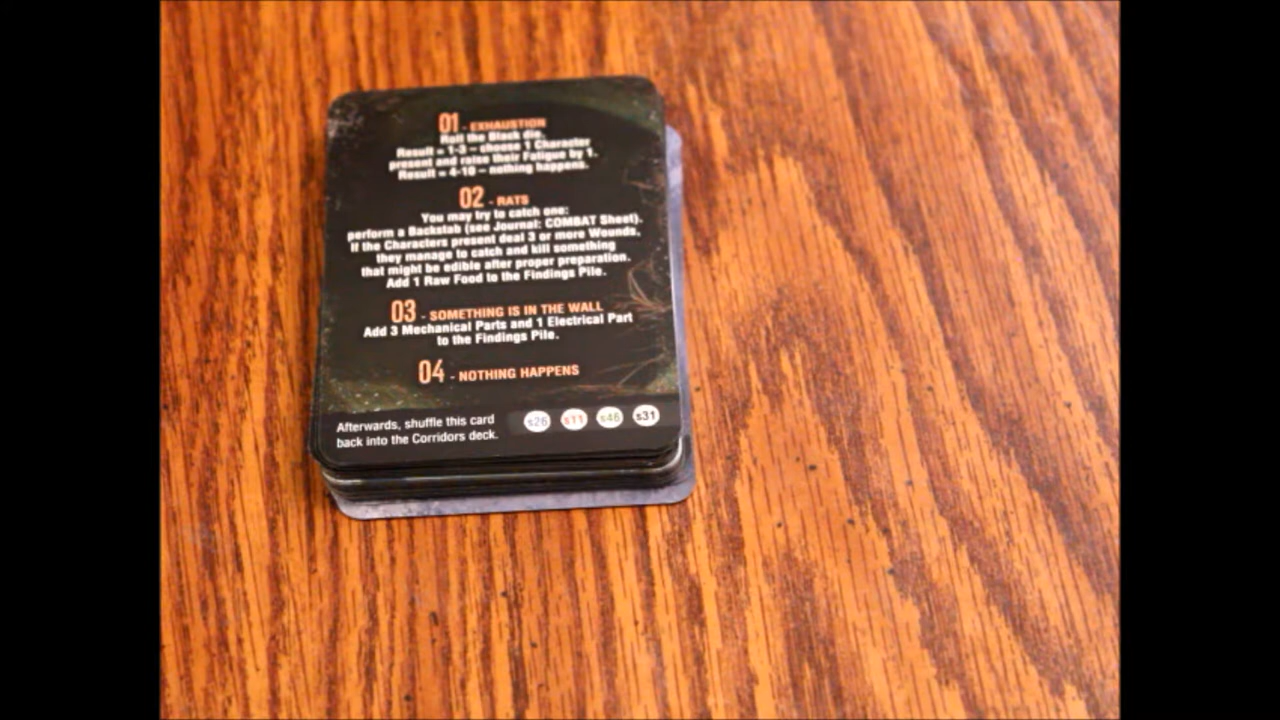 01 - EXHAUSTION
Roll the Black die.
Result = 1-3 – choose 1 Character
present and raise their Fatigue by 1.
Result = 4-10 – nothing happens.
02 - RATS
You may try to catch one:
perform a Backstab (see Journal: COMBAT Sheet).
If the Characters present deal 3 or more Wounds,
they manage to catch and kill something
that might be edible after proper preparation.
Add 1 Raw Food to the Findings Pile.
03 - SOMETHING IS IN THE WALL
Add 3 Mechanical Parts and 1 Electrical Part
to the Findings Pile.
04 - NOTHING HAPPENS
Afterwards, shuffle this card
back into the Corridors deck.
s26 s11 s46 s31